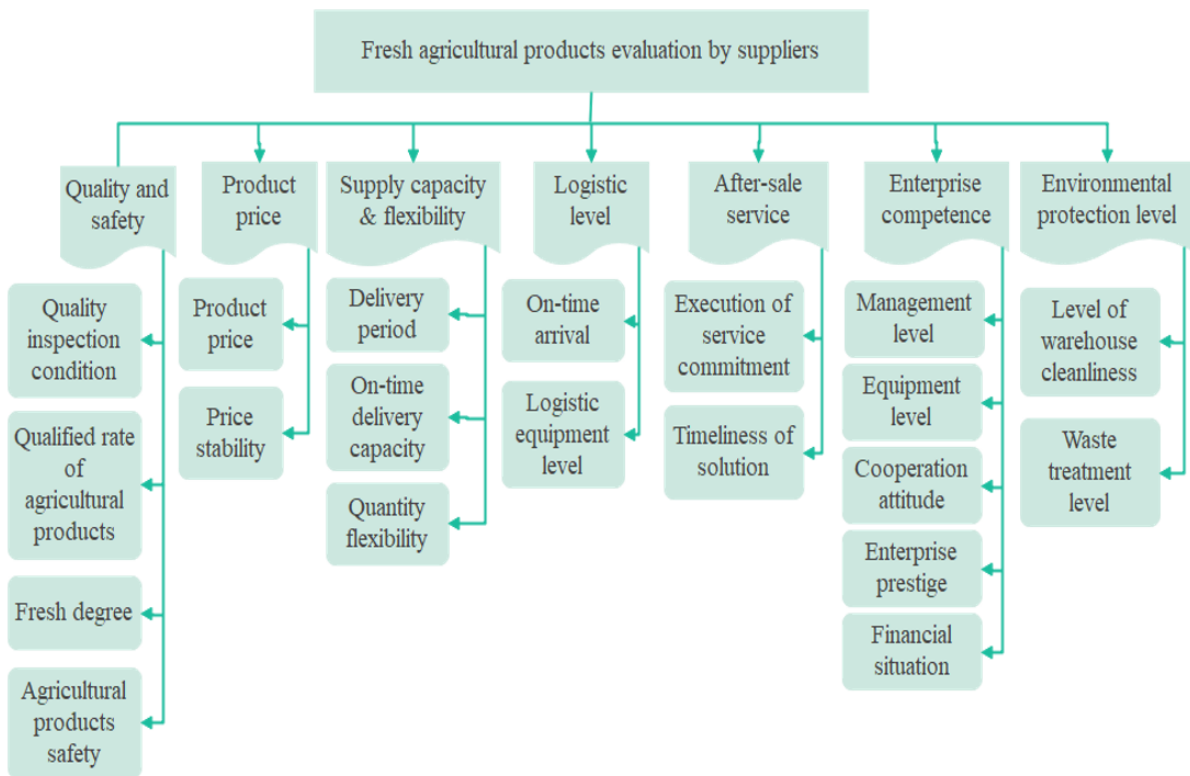 Fresh agricultural products evaluation by suppliers
Quality and
safety
Product
price
Supply capacity
& flexibility
Logistic
level
After-sale
service
Enterprise
competence
Environmental
protection level
Quality
inspection
condition
Qualified rate
of
agricultural
products
Fresh degree
Agricultural
products
safety
Product
price
Price
stability
Delivery
period
On-time
delivery
capacity
Quantity
flexibility
On-time
arrival
Logistic
equipment
level
Execution of
service
commitment
Timeliness of
solution
Management
level
Equipment
level
Cooperation
attitude
Enterprise
prestige
Financial
situation
Level of
warehouse
cleanliness
Waste
treatment
level